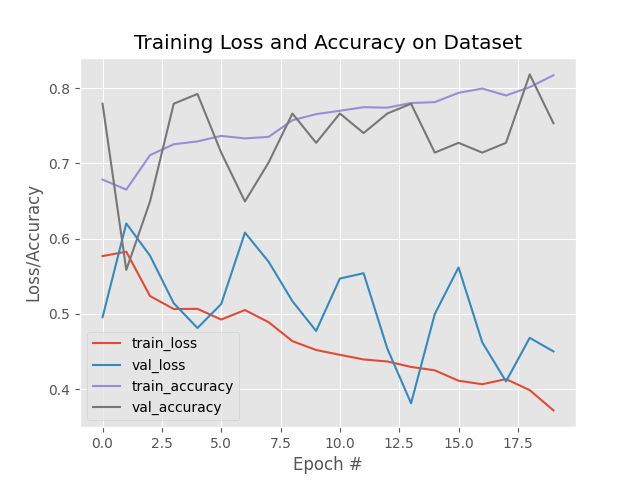 Training Loss and Accuracy on Dataset
Loss/Accuracy
0.8
0.7
0.6
0.5
0.4
train_loss
val_loss
train_accuracy
val_accuracy
0.0 2.5 5.0 7.5 10.0 12.5 15.0 17.5
Epoch #